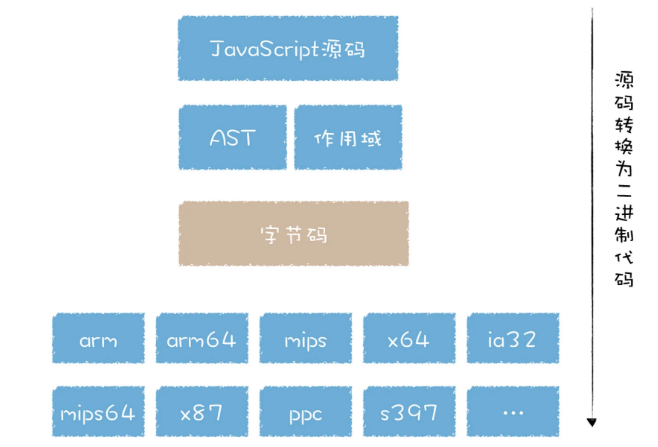 JavaScript源码
AST
作用域
字节码
arm
arm64
mips
x64
ia32
mips64
x87
ppc
s397
...
源码转换为二进制代码